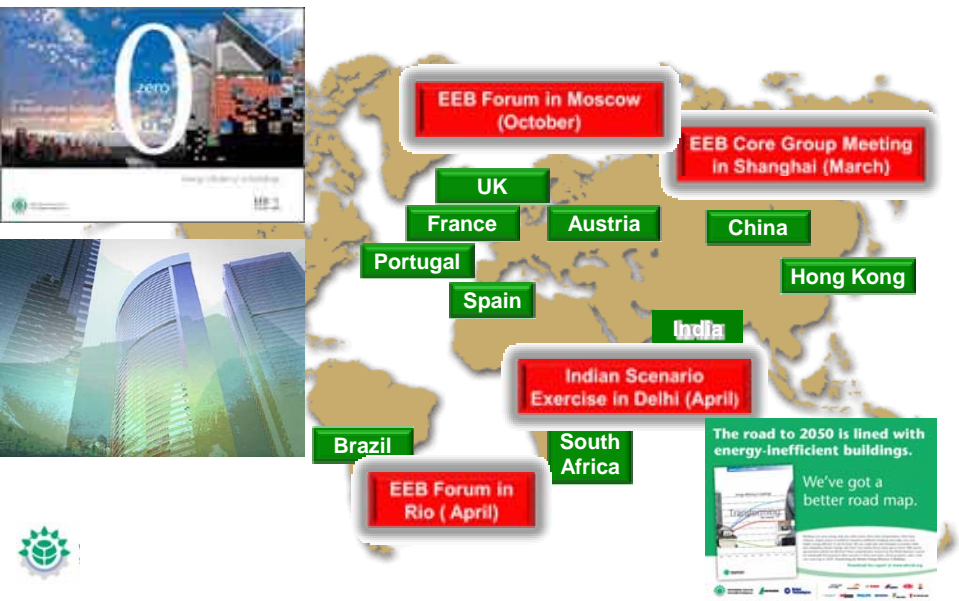 zero
EEB Forum in Moscow
(October)
EEB Core Group Meeting
in Shanghai (March)
UK
France
Austria
China
Portugal
Hong Kong
Spain
India
Indian Scenario
Exercise in Delhi (April)
Brazil
South
Africa
EEB Forum in
Rio ( April)
The road to 2050 is lined with
energy-inefficient buildings.
We've got a
better road map.
Transforming